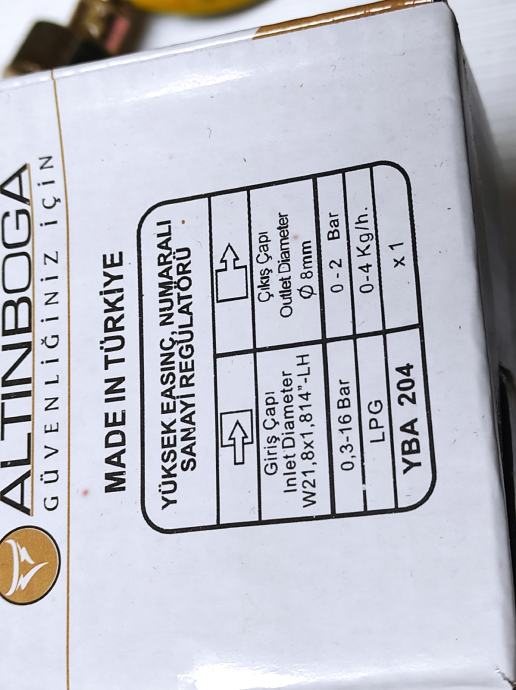 ALTINBOGA
GÜVENLİĞİNİZ İÇİN
MADE IN TÜRKİYE
YÜKSEK EASINÇ, NUMARALI
SANAYİ REGÜLATÖRÜ
Giriş Çapı
Inlet Diameter
W21,8x1,814"-LH
Çıkış Çapı
Outlet Diameter
Ø 8mm
0,3-16 Bar
0-2 Bar
LPG
0-4 Kg/h.
YBA 204
x 1